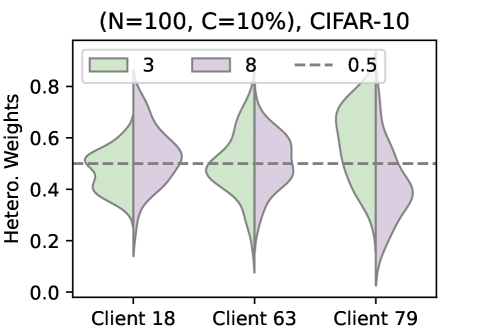 (N=100, C=10%), CIFAR-10
3 8 0.5
Hetero. Weights
0.8
0.6
0.4
0.2
0.0
Client 18 Client 63 Client 79